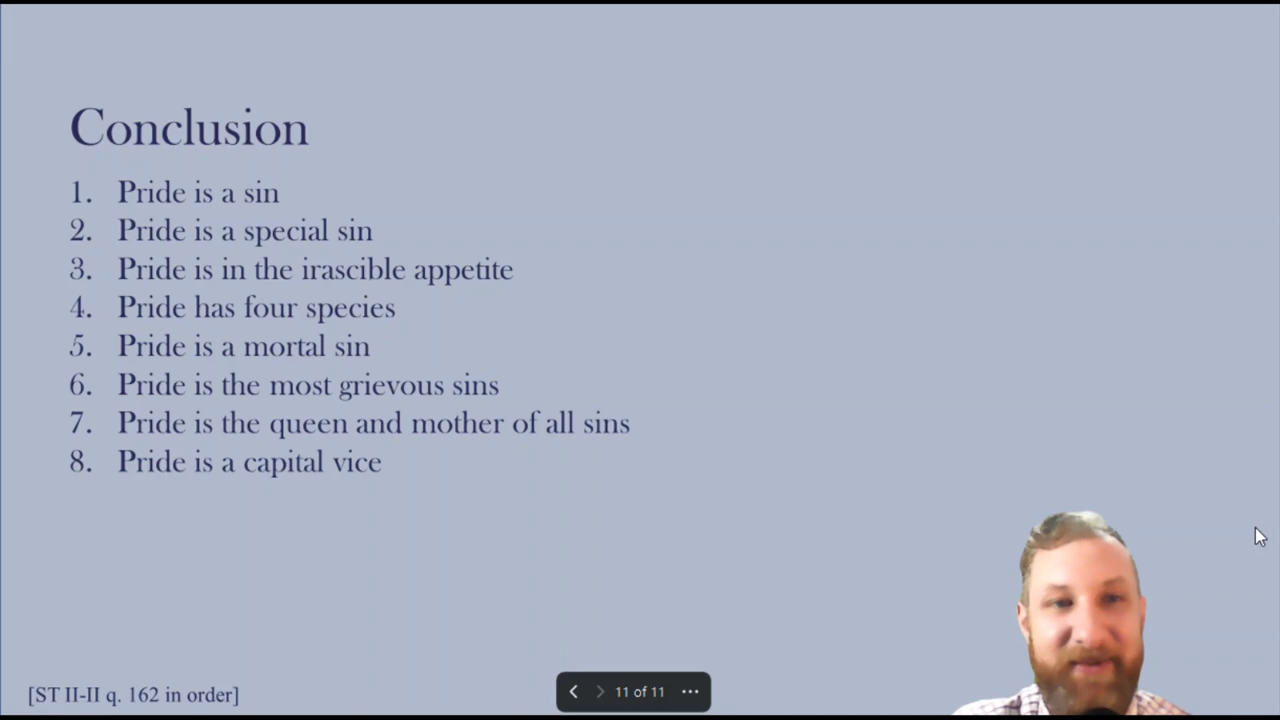 Conclusion
1. Pride is a sin
2. Pride is a special sin
3. Pride is in the irascible appetite
4. Pride has four species
5. Pride is a mortal sin
6. Pride is the most grievous sins
7. Pride is the queen and mother of all sins
8. Pride is a capital vice
[ST II-II q. 162 in order]
11 of 11